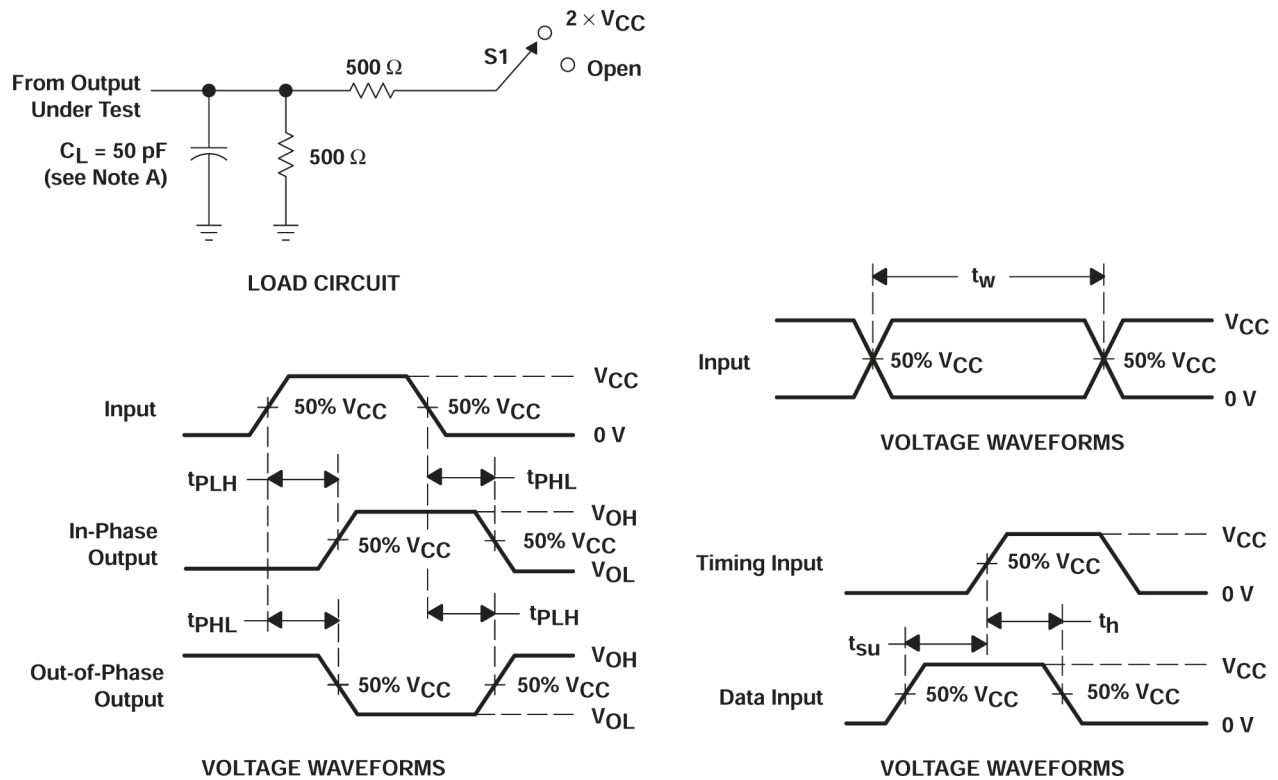 2 × VCC
S1
Open
500 Ω
From Output
Under Test
CL = 50 pF
(see Note A)
500 Ω
LOAD CIRCUIT
tw
VCC
Input
50% VCC
50% VCC
0 V
VOLTAGE WAVEFORMS
VCC
Input
50% VCC
50% VCC
0 V
tPLH
tPHL
VOH
In-Phase
Output
50% VCC
50% VCC
VOL
tPHL
tPLH
VOH
Out-of-Phase
Output
50% VCC
50% VCC
VOL
VOLTAGE WAVEFORMS
VCC
Timing Input
50% VCC
0 V
th
tsu
VCC
Data Input
50% VCC
50% VCC
0 V
VOLTAGE WAVEFORMS